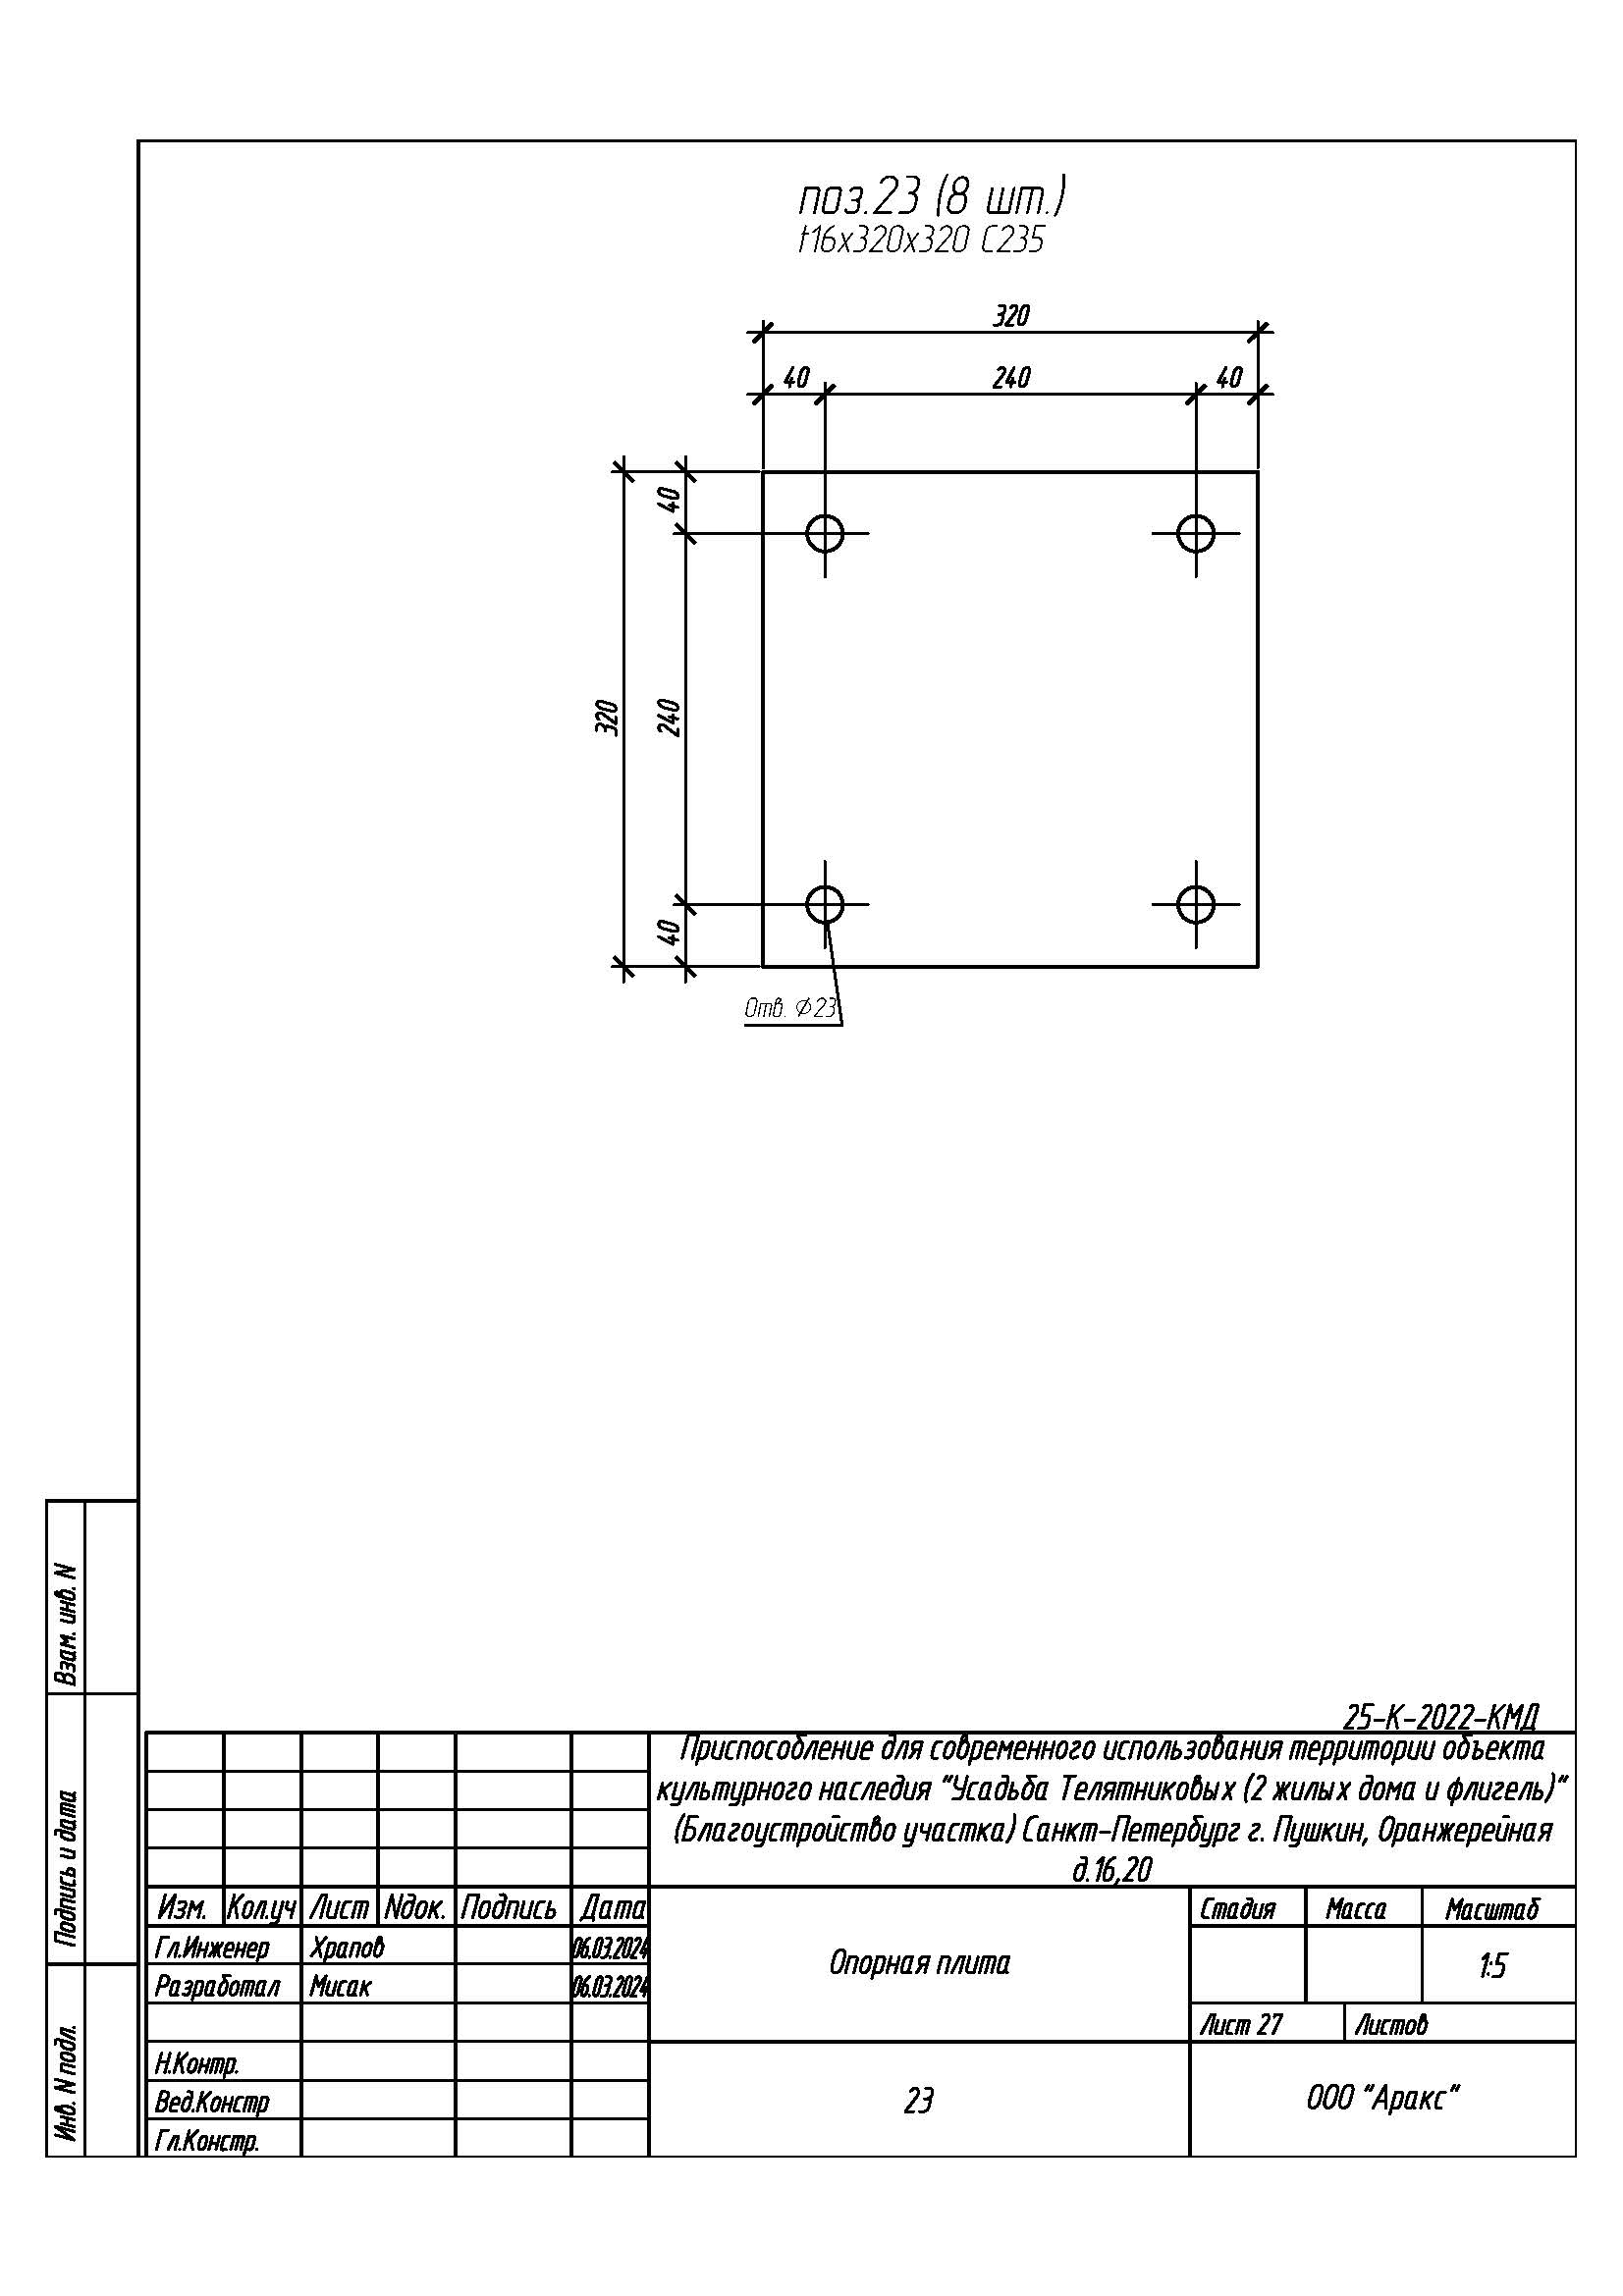 поз.23 (8 шт.)
t16x320x320 C235
320
40 240 40
40
320 240
40
Отв. Ø23
Взам. инв. N
Подпись и дата
Инв. N подл.
25-К-2022-КМД
Приспособление для современного использования территории объекта
культурного наследия "Усадьба Телятниковых (2 жилых дома и флигель)"
(Благоустройство участка) Санкт-Петербург г. Пушкин, Оранжерейная
д.16,20
Изм. Кол.уч Лист Nдок. Подпись Дата
Стадия Масса Масштаб
Гл.Инженер Храпов 06.03.2024
Опорная плита
1:5
Разработал Мисак 06.03.2024
Лист 27 Листов
Н.Контр.
Вед.Констр
23
ООО "Аракс"
Гл.Констр.